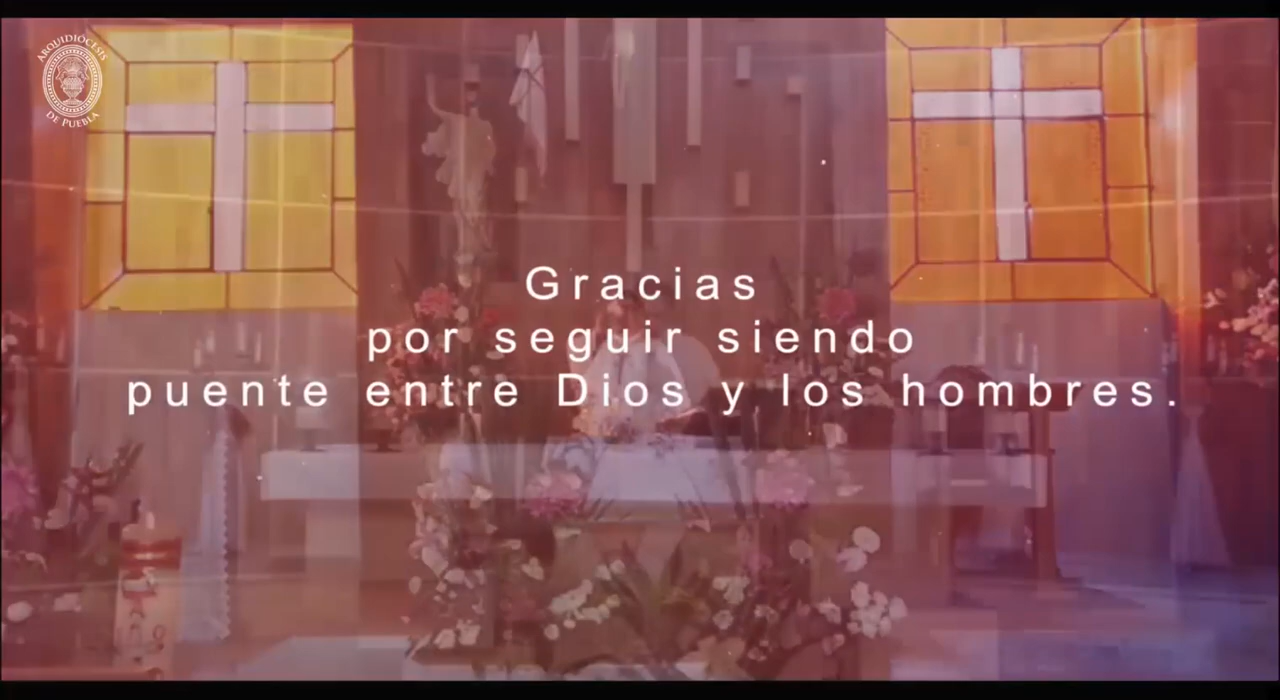 ARQUIDIÓCESIS
DE PUEBLA
Gracias
por seguir siendo
puente entre Dios y los hombres.